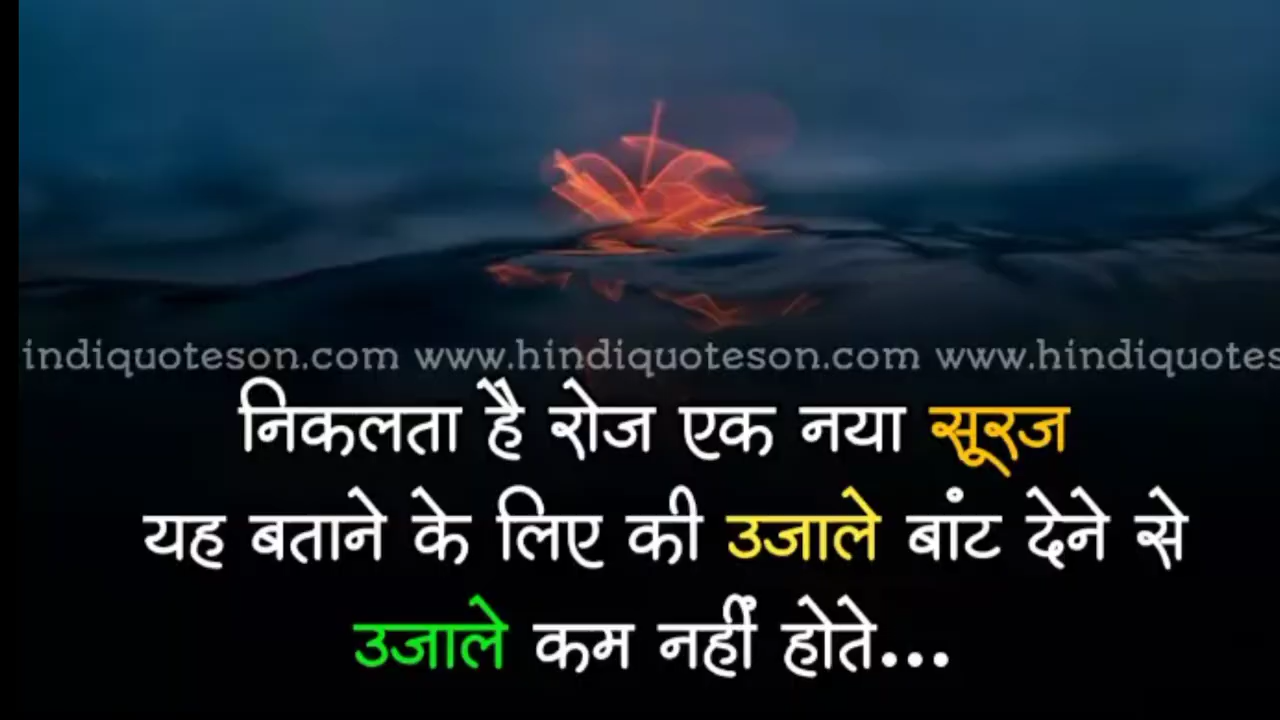 indiquoteson.com www.hindiquoteson.com www.hindiquotes
निकलता है रोज एक नया सूरज
यह बताने के लिए की उजाले बांट देने से
उजाले कम नहीं होते...